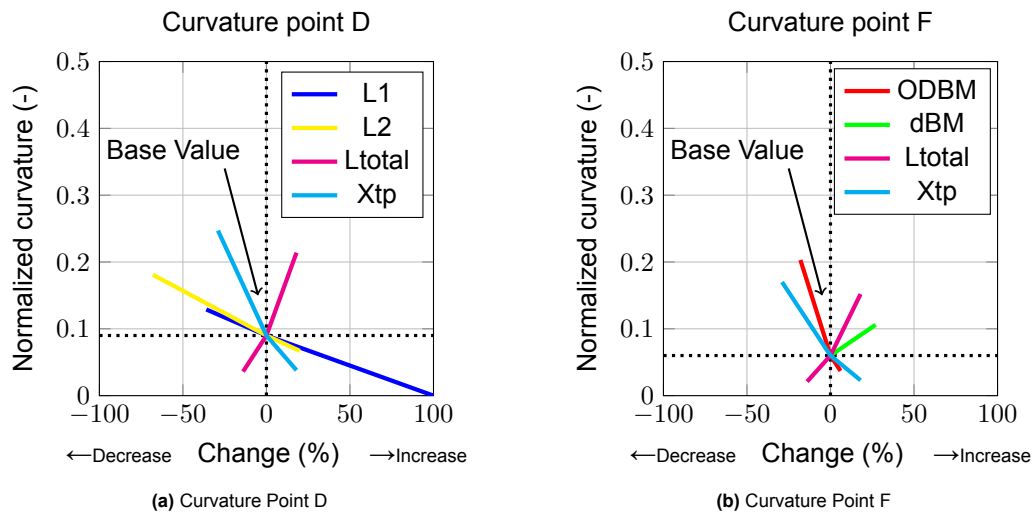 Curvature point D
Normalized curvature (-)
0.5
0.4
0.3
0.2
0.1
0
−100
−50
0
50
100
L1
L2
Ltotal
Xtp
Base Value
←Decrease
Change (%)
→Increase
(a) Curvature Point D
Curvature point F
Normalized curvature (-)
0.5
0.4
0.3
0.2
0.1
0
−100
−50
0
50
100
ODBM
dBM
Ltotal
Xtp
Base Value
←Decrease
Change (%)
→Increase
(b) Curvature Point F